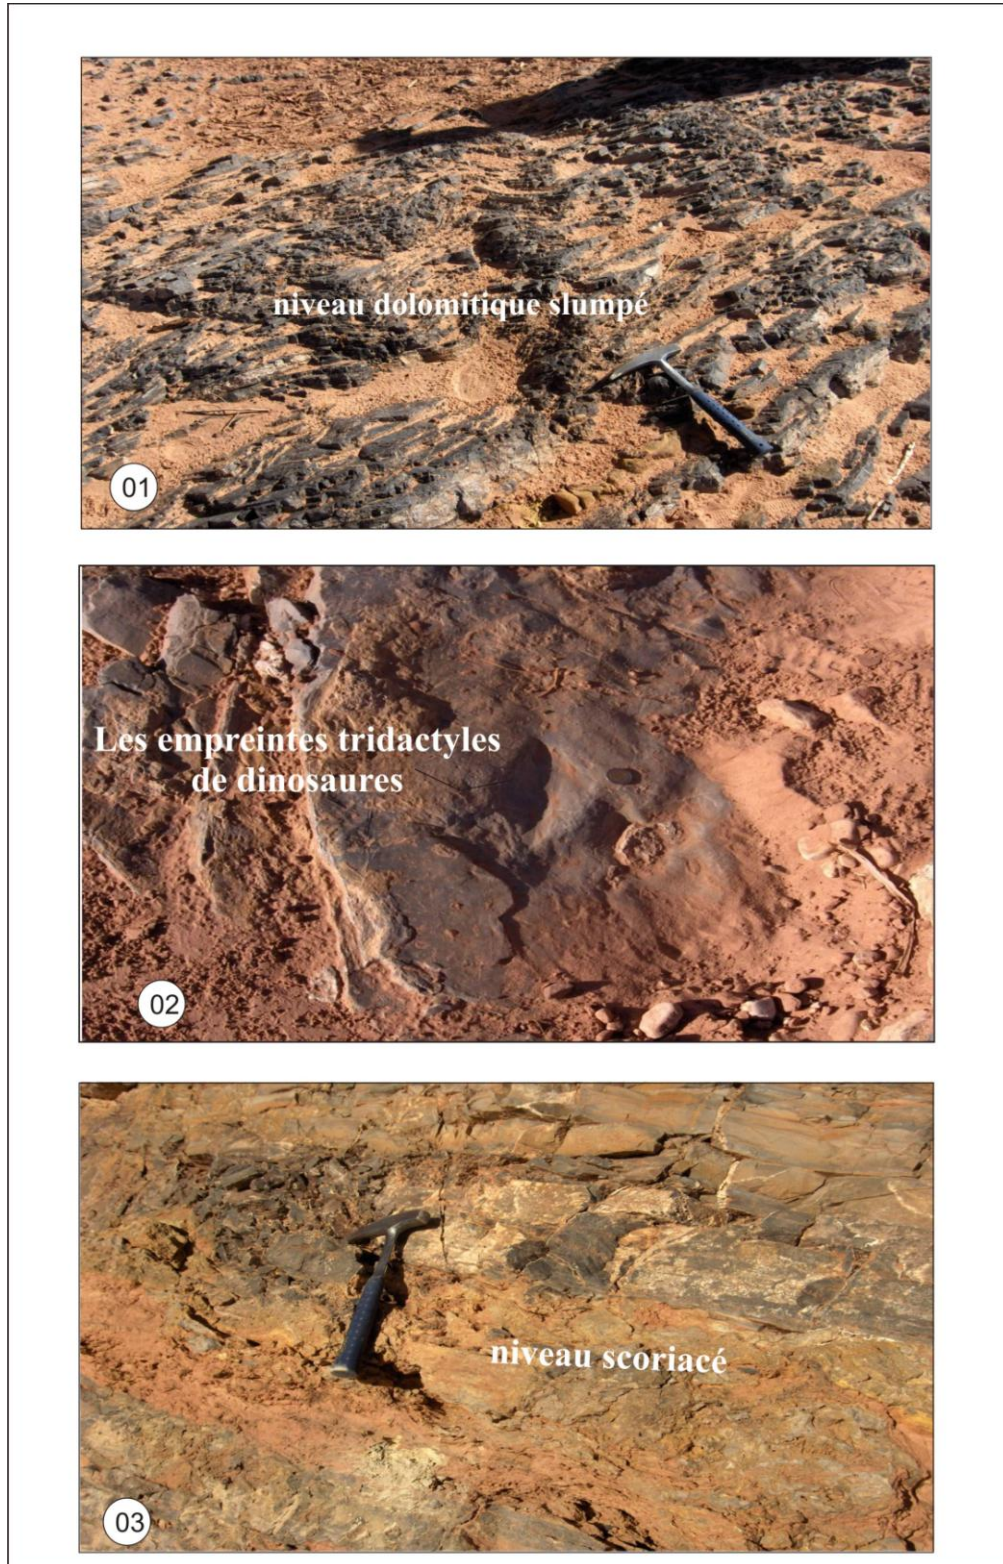 niveau dolomitique slumpé
01
Les empreintes tridactyles
de dinosaures
02
niveau scoriacé
03